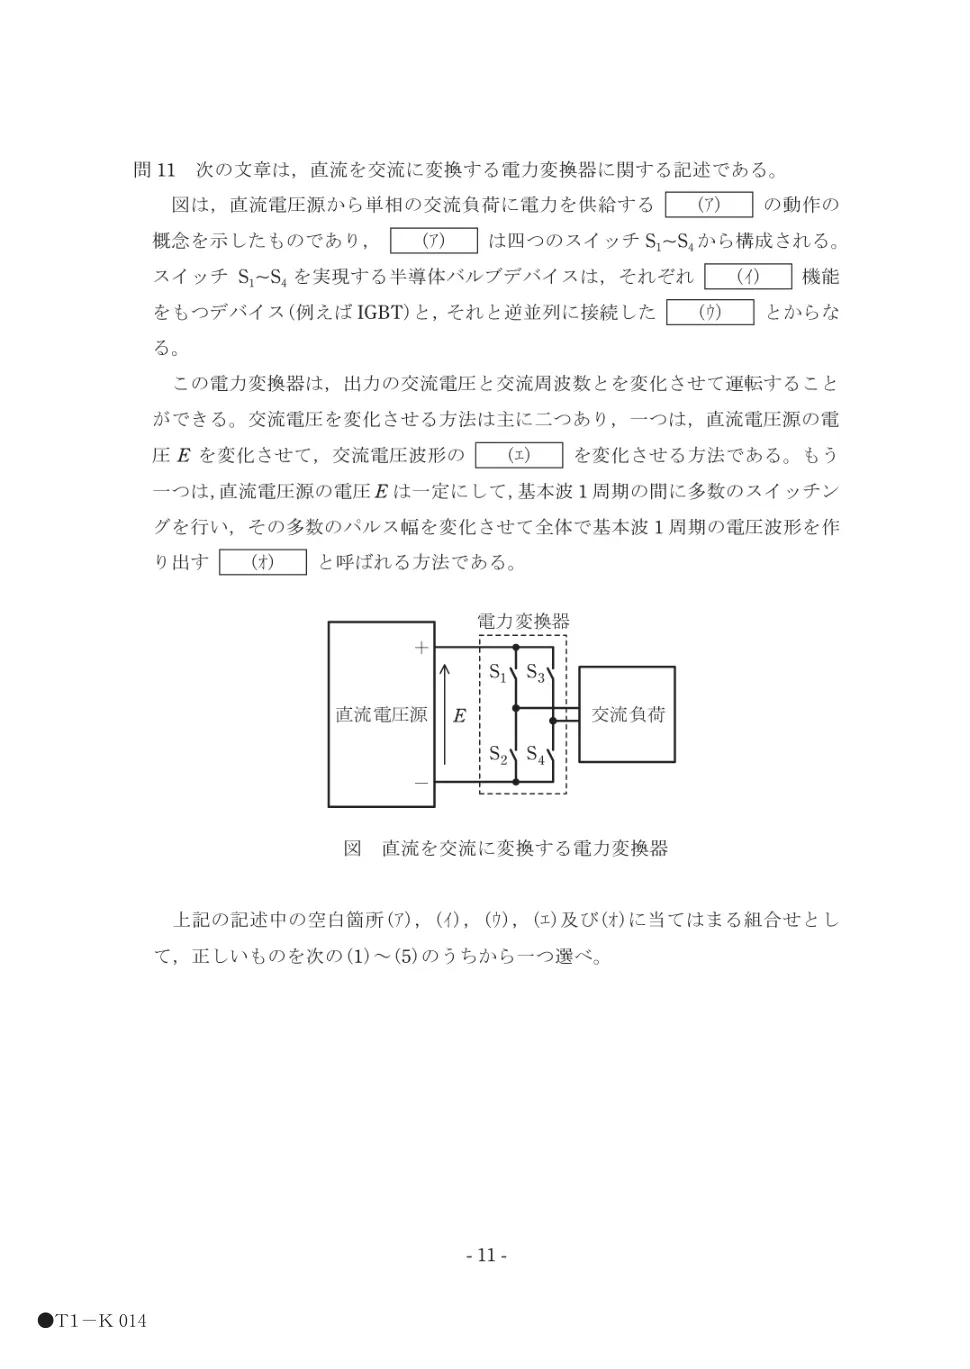 問 11　次の文章は，直流を交流に変換する電力変換器に関する記述である。
図は，直流電圧源から単相の交流負荷に電力を供給する (ｱ) の動作の
概念を示したものであり， (ｱ) は四つのスイッチ S₁~S₄から構成される。
スイッチ S₁~S₄ を実現する半導体バルブデバイスは，それぞれ (ｲ) 機能
をもつデバイス(例えば IGBT)と，それと逆並列に接続した (ｳ) とからな
る。
この電力変換器は，出力の交流電圧と交流周波数とを変化させて運転すること
ができる。交流電圧を変化させる方法は主に二つあり，一つは，直流電圧源の電
圧 E を変化させて，交流電圧波形の (ｴ) を変化させる方法である。もう
一つは，直流電圧源の電圧 E は一定にして，基本波 1 周期の間に多数のスイッチン
グを行い，その多数のパルス幅を変化させて全体で基本波 1 周期の電圧波形を作
り出す (ｵ) と呼ばれる方法である。
電力変換器
＋
S₁ S₃
直流電圧源 E 交流負荷
S₂ S₄
－
図　直流を交流に変換する電力変換器
上記の記述中の空白箇所(ｱ)，(ｲ)，(ｳ)，(ｴ)及び(ｵ)に当てはまる組合せとし
て，正しいものを次の(1)～(5)のうちから一つ選べ。
- 11 -
●T1－K 014